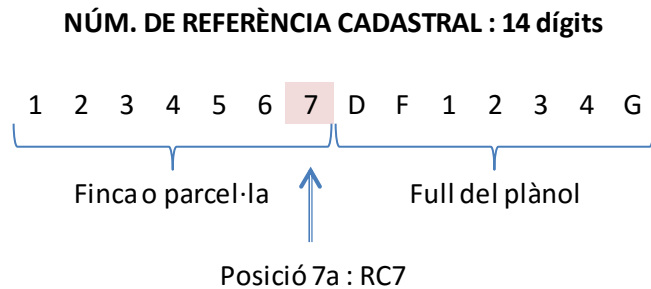 NÚM. DE REFERÈNCIA CADASTRAL : 14 dígits
1 2 3 4 5 6 7 D F 1 2 3 4 G
Finca o parcel·la Full del plànol
Posició 7a : RC7